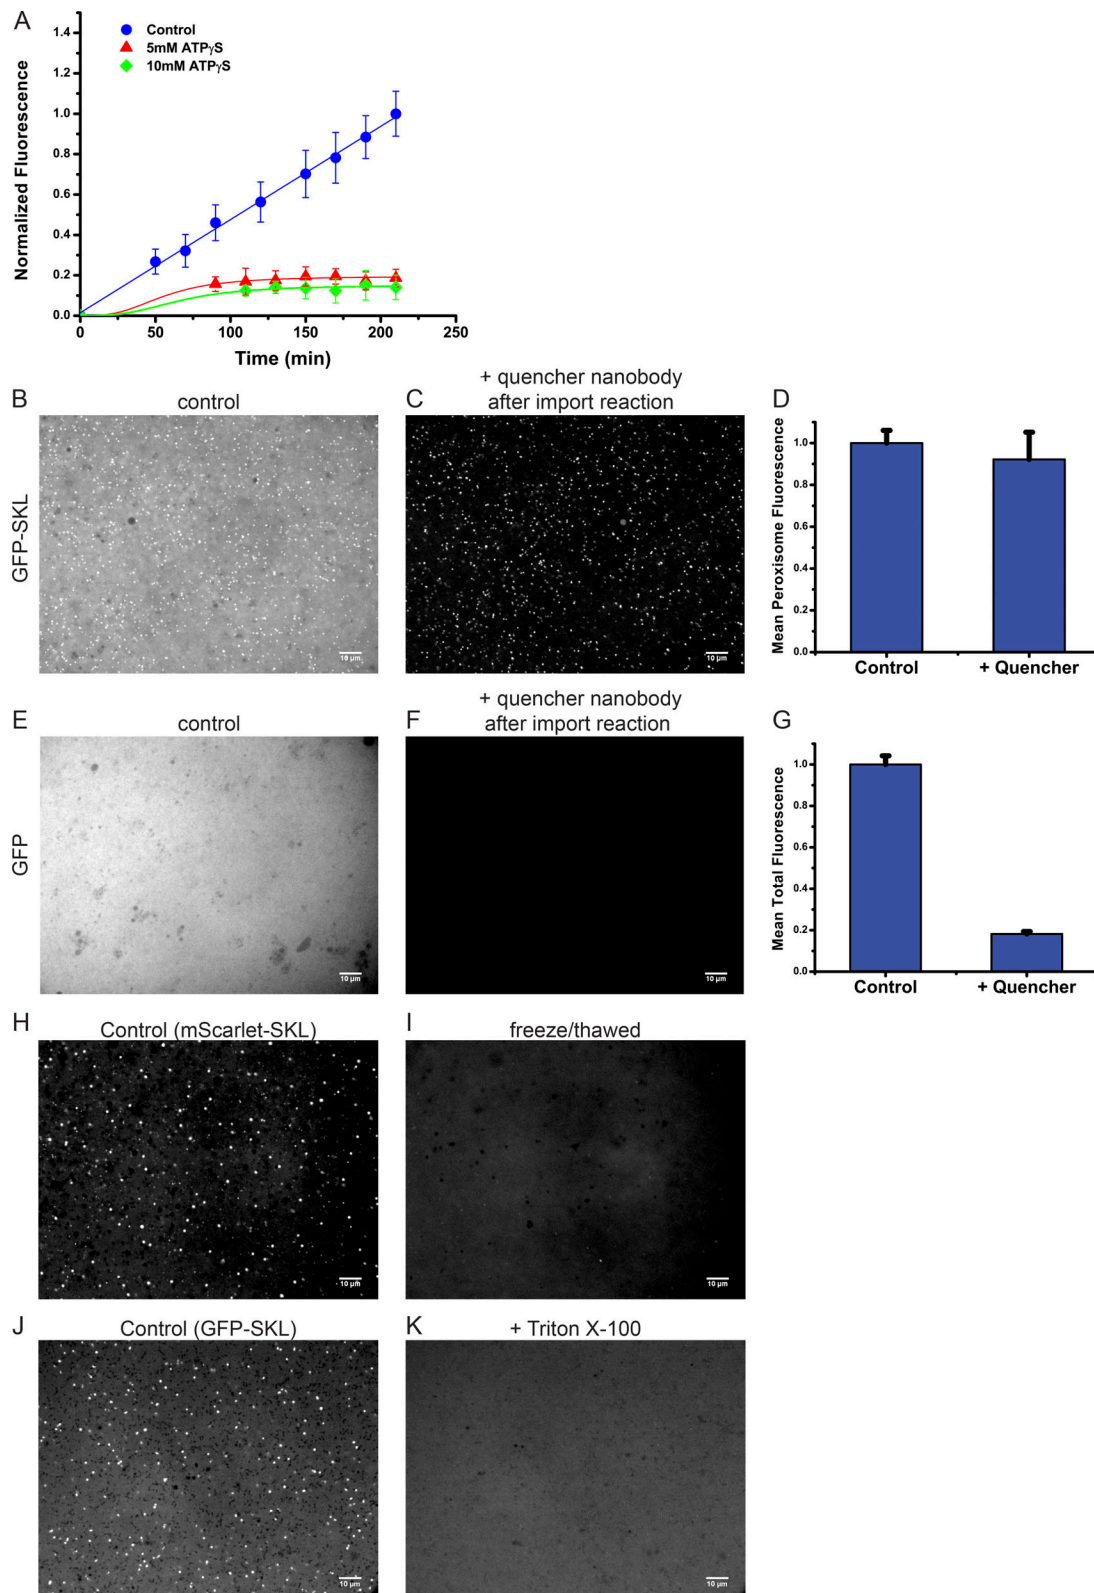 A
Control
5mM ATPγS
10mM ATPγS
Normalized Fluorescence
1.4
1.2
1.0
0.8
0.6
0.4
0.2
0.0
0
50
100
150
200
250
Time (min)
B
control
GFP-SKL
10 μm
C
+ quencher nanobody
after import reaction
10 μm
D
Mean Peroxisome Fluorescence
1.0
0.8
0.6
0.4
0.2
0.0
Control
+ Quencher
E
control
GFP
10 μm
F
+ quencher nanobody
after import reaction
10 μm
G
Mean Total Fluorescence
1.0
0.8
0.6
0.4
0.2
0.0
Control
+ Quencher
H
Control (mScarlet-SKL)
10 μm
I
freeze/thawed
10 μm
J
Control (GFP-SKL)
10 μm
K
+ Triton X-100
10 μm